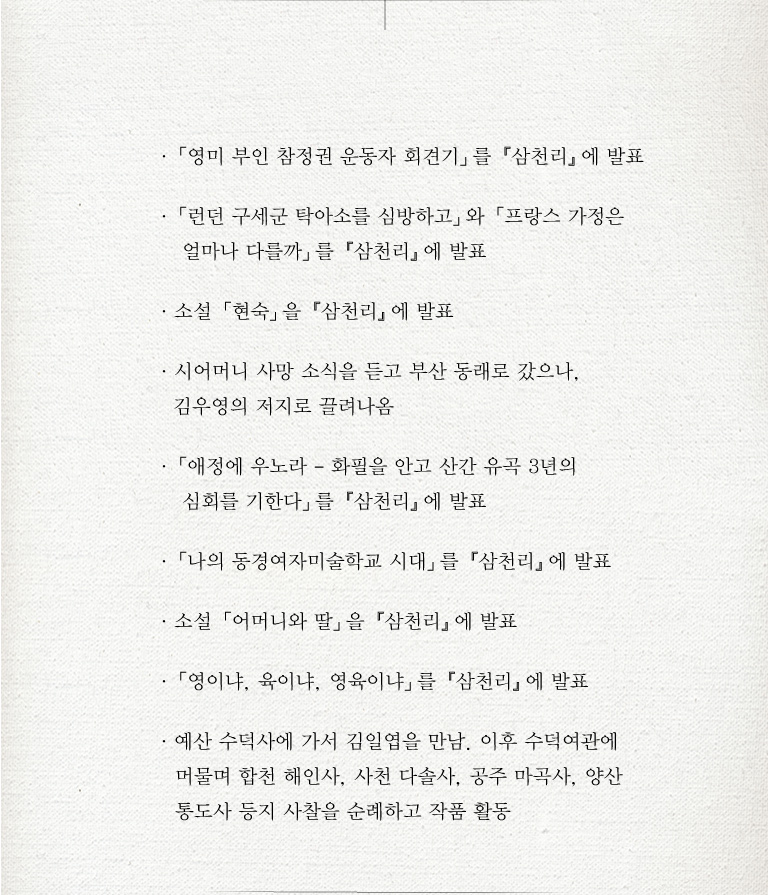 · 「영미 부인 참정권 운동자 회견기」를 『삼천리』에 발표
· 「런던 구세군 탁아소를 심방하고」와 「프랑스 가정은
얼마나 다를까」를 『삼천리』에 발표
· 소설 「현숙」을 『삼천리』에 발표
· 시어머니 사망 소식을 듣고 부산 동래로 갔으나,
김우영의 저지로 끌려나옴
· 「애정에 우노라 – 화필을 안고 산간 유곡 3년의
심회를 기한다」를 『삼천리』에 발표
· 「나의 동경여자미술학교 시대」를 『삼천리』에 발표
· 소설 「어머니와 딸」을 『삼천리』에 발표
· 「영이냐, 육이냐, 영육이냐」를 『삼천리』에 발표
· 예산 수덕사에 가서 김일엽을 만남. 이후 수덕여관에
머물며 합천 해인사, 사천 다솔사, 공주 마곡사, 양산
통도사 등지 사찰을 순례하고 작품 활동